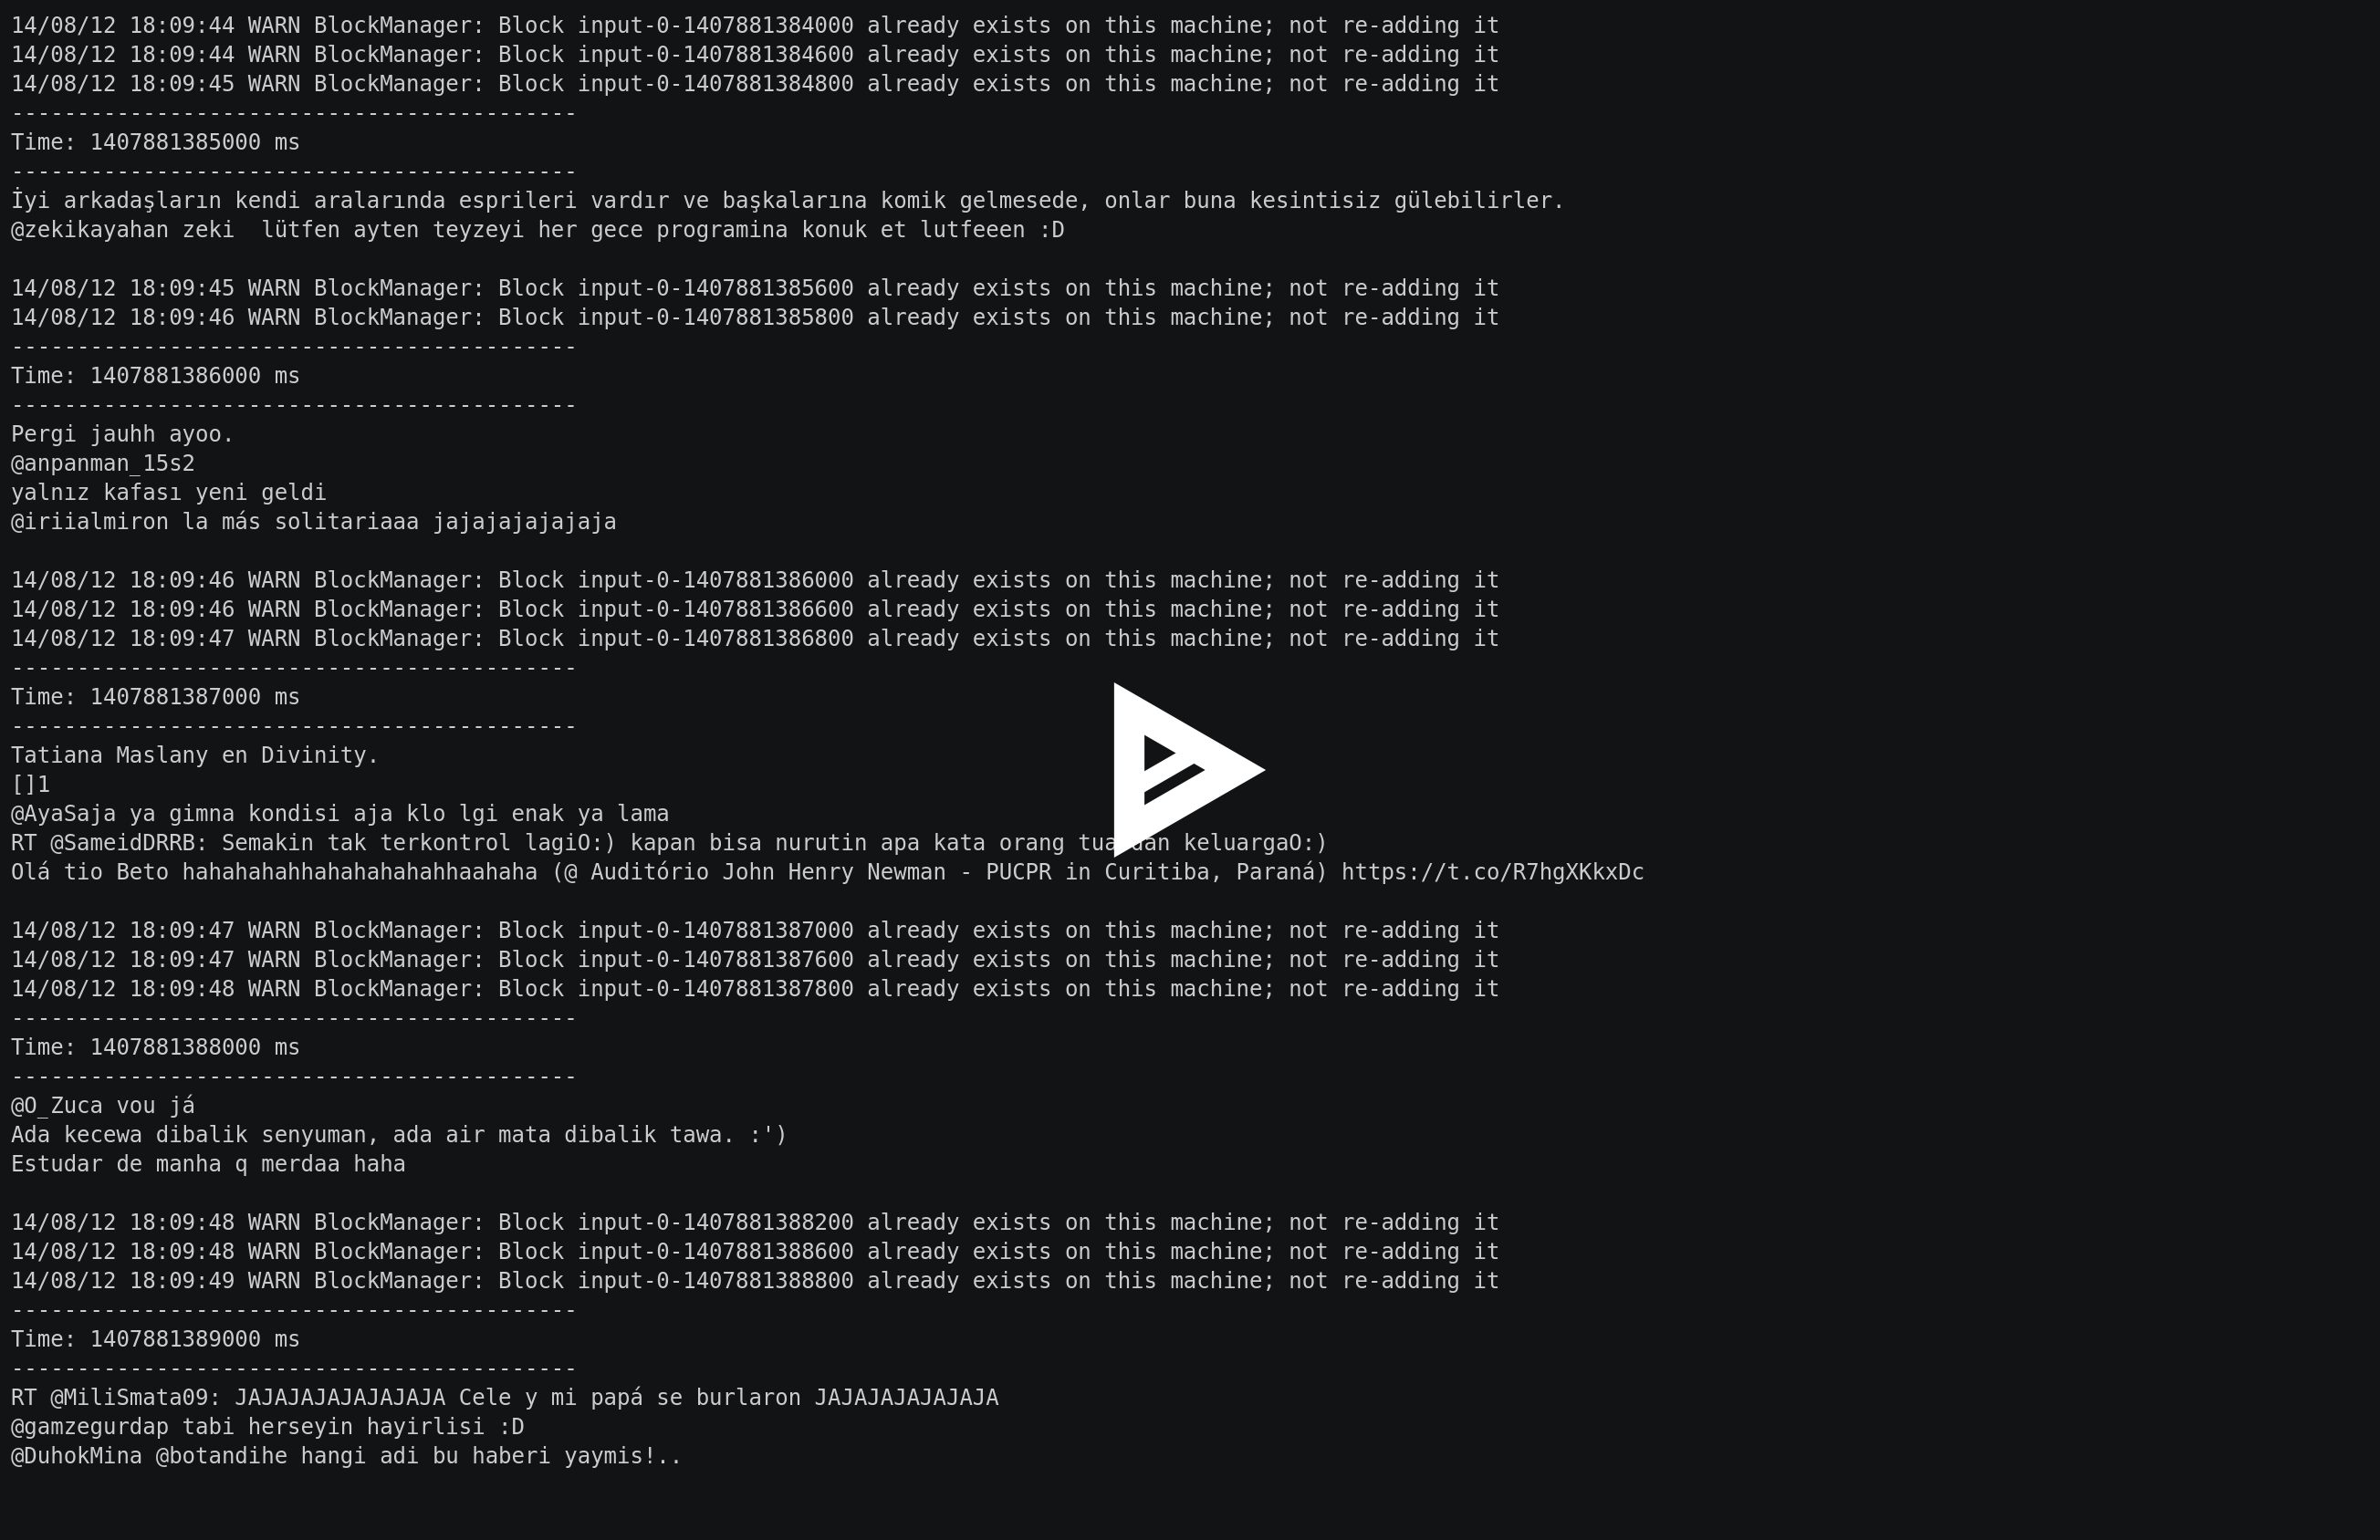 14/08/12 18:09:44 WARN BlockManager: Block input-0-1407881384000 already exists on this machine; not re-adding it
14/08/12 18:09:44 WARN BlockManager: Block input-0-1407881384600 already exists on this machine; not re-adding it
14/08/12 18:09:45 WARN BlockManager: Block input-0-1407881384800 already exists on this machine; not re-adding it
-------------------------------------------
Time: 1407881385000 ms
-------------------------------------------
İyi arkadaşların kendi aralarında esprileri vardır ve başkalarına komik gelmesede, onlar buna kesintisiz gülebilirler.
@zekikayahan zeki  lütfen ayten teyzeyi her gece programina konuk et lutfeeen :D

14/08/12 18:09:45 WARN BlockManager: Block input-0-1407881385600 already exists on this machine; not re-adding it
14/08/12 18:09:46 WARN BlockManager: Block input-0-1407881385800 already exists on this machine; not re-adding it
-------------------------------------------
Time: 1407881386000 ms
-------------------------------------------
Pergi jauhh ayoo.
@anpanman_15s2
yalnız kafası yeni geldi
@iriialmiron la más solitariaaa jajajajajajaja

14/08/12 18:09:46 WARN BlockManager: Block input-0-1407881386000 already exists on this machine; not re-adding it
14/08/12 18:09:46 WARN BlockManager: Block input-0-1407881386600 already exists on this machine; not re-adding it
14/08/12 18:09:47 WARN BlockManager: Block input-0-1407881386800 already exists on this machine; not re-adding it
-------------------------------------------
Time: 1407881387000 ms
-------------------------------------------
Tatiana Maslany en Divinity.
[]1
@AyaSaja ya gimna kondisi aja klo lgi enak ya lama
RT @SameidDRRB: Semakin tak terkontrol lagiO:) kapan bisa nurutin apa kata orang tua dan keluargaO:)
Olá tio Beto hahahahahhahahahahahhaahaha (@ Auditório John Henry Newman - PUCPR in Curitiba, Paraná) https://t.co/R7hgXKkxDc

14/08/12 18:09:47 WARN BlockManager: Block input-0-1407881387000 already exists on this machine; not re-adding it
14/08/12 18:09:47 WARN BlockManager: Block input-0-1407881387600 already exists on this machine; not re-adding it
14/08/12 18:09:48 WARN BlockManager: Block input-0-1407881387800 already exists on this machine; not re-adding it
-------------------------------------------
Time: 1407881388000 ms
-------------------------------------------
@O_Zuca vou já
Ada kecewa dibalik senyuman, ada air mata dibalik tawa. :')
Estudar de manha q merdaa haha

14/08/12 18:09:48 WARN BlockManager: Block input-0-1407881388200 already exists on this machine; not re-adding it
14/08/12 18:09:48 WARN BlockManager: Block input-0-1407881388600 already exists on this machine; not re-adding it
14/08/12 18:09:49 WARN BlockManager: Block input-0-1407881388800 already exists on this machine; not re-adding it
-------------------------------------------
Time: 1407881389000 ms
-------------------------------------------
RT @MiliSmata09: JAJAJAJAJAJAJAJA Cele y mi papá se burlaron JAJAJAJAJAJAJA
@gamzegurdap tabi herseyin hayirlisi :D
@DuhokMina @botandihe hangi adi bu haberi yaymis!..